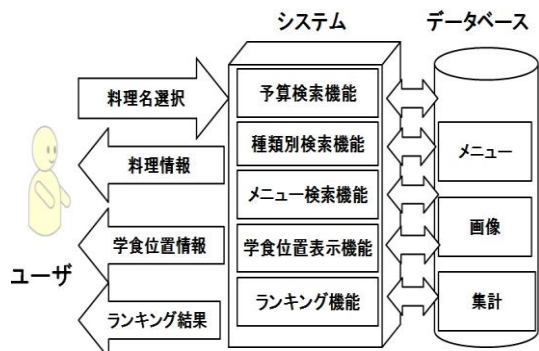 システム
データベース
料理名選択
料理情報
学食位置情報
ランキング結果
ユーザ
予算検索機能
種類別検索機能
メニュー検索機能
学食位置表示機能
ランキング機能
メニュー
画像
集計